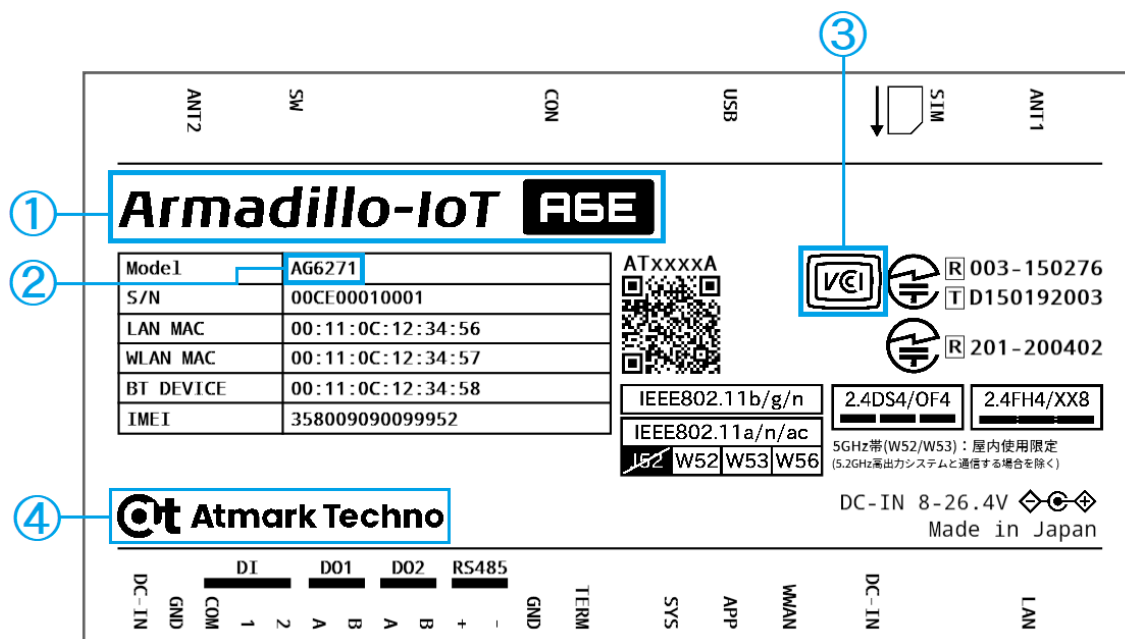 ③
ANT2 SW CON USB SIM ANT1
① Armadillo-IoT A6E
② Model AG6271
S/N 00CE00010001
LAN MAC 00:11:0C:12:34:56
WLAN MAC 00:11:0C:12:34:57
BT DEVICE 00:11:0C:12:34:58
IMEI 358009090099952
ATxxxxA
VCI
R 003-150276
T D150192003
R 201-200402
IEEE802.11b/g/n
IEEE802.11a/n/ac
J52 W52 W53 W56
2.4DS4/OF4 2.4FH4/XX8
5GHz帯(W52/W53):屋内使用限定
(5.2GHz高出力システムと通信する場合を除く)
④ at Atmark Techno
DC-IN 8-26.4V
Made in Japan
DI DO1 DO2 RS485
DC-IN GND COM 1 2 A B A B + - GND TERM SYS APP WWAN DC-IN LAN